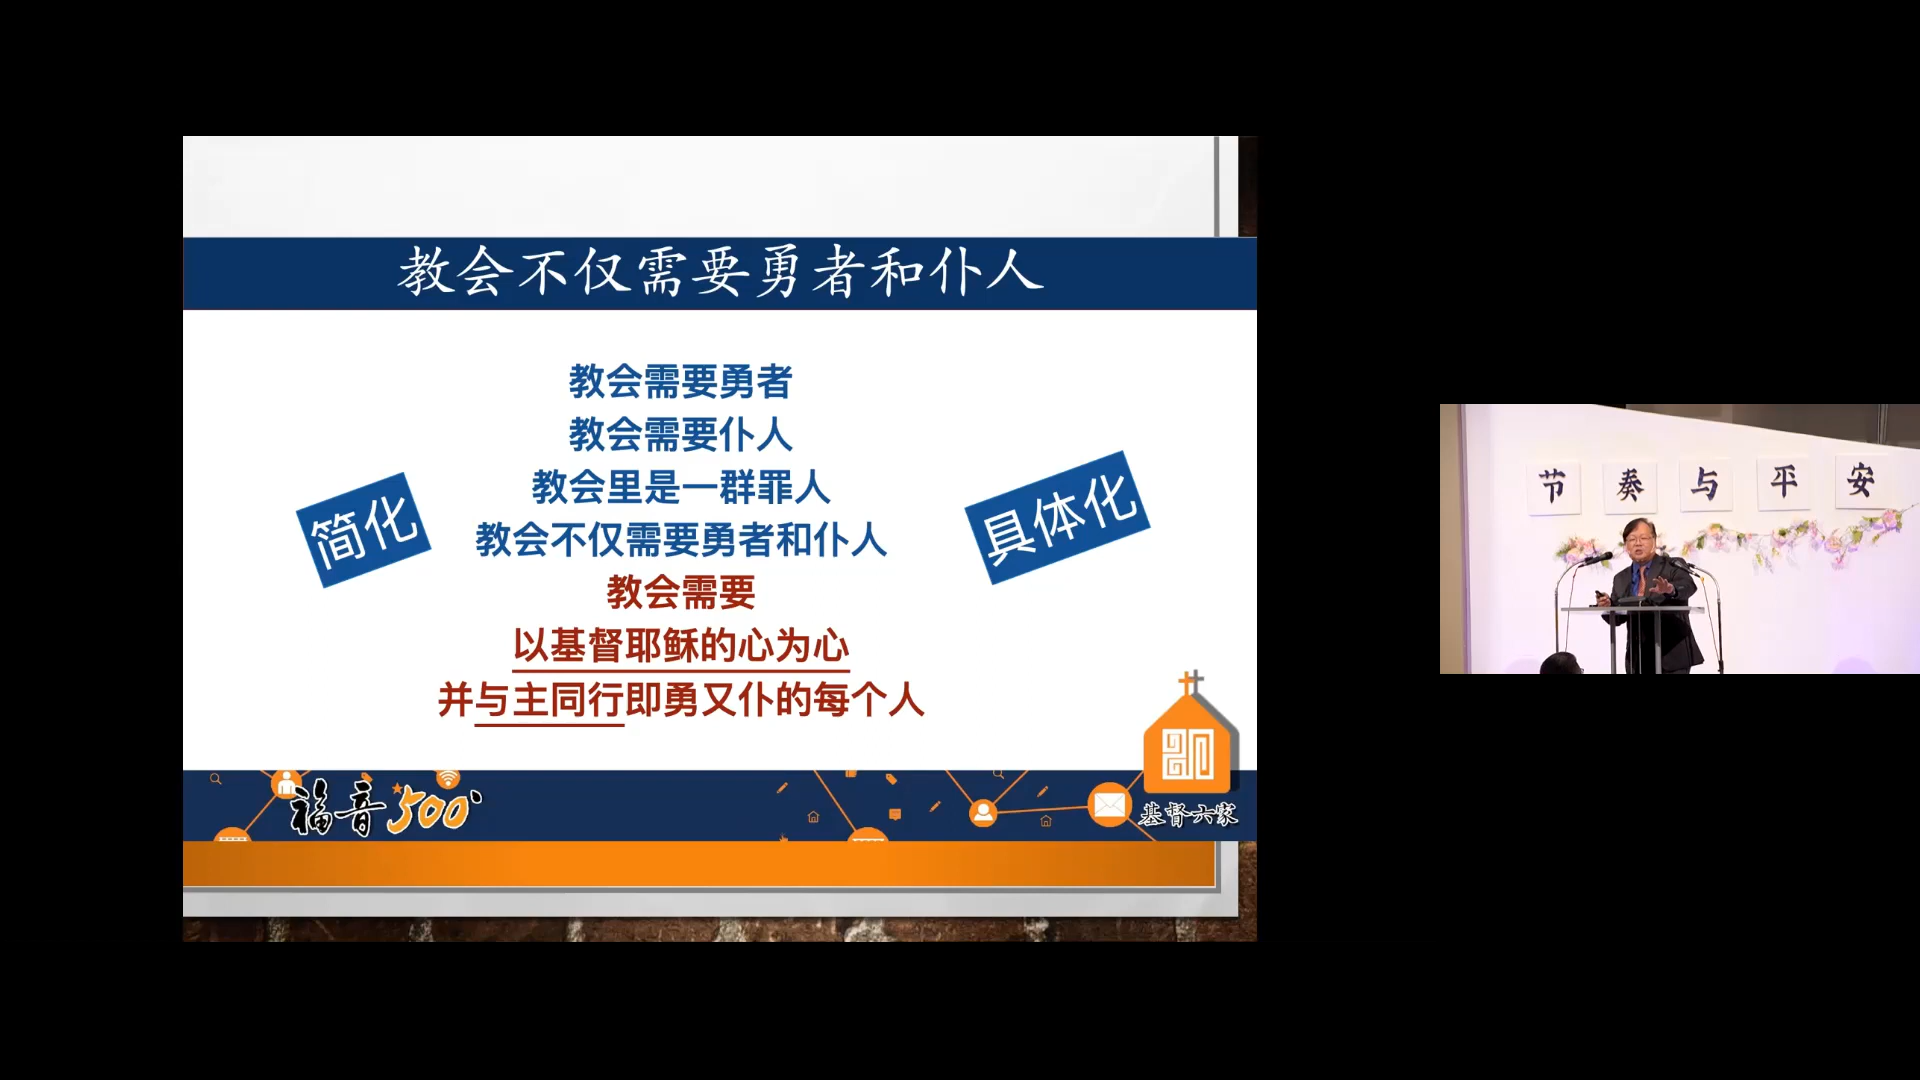 教会不仅需要勇者和仆人
教会需要勇者
教会需要仆人
教会里是一群罪人
教会不仅需要勇者和仆人
教会需要
以基督耶稣的心为心
并与主同行即勇又仆的每个人
简化
具体化
福音500
基督六家
节奏与平安